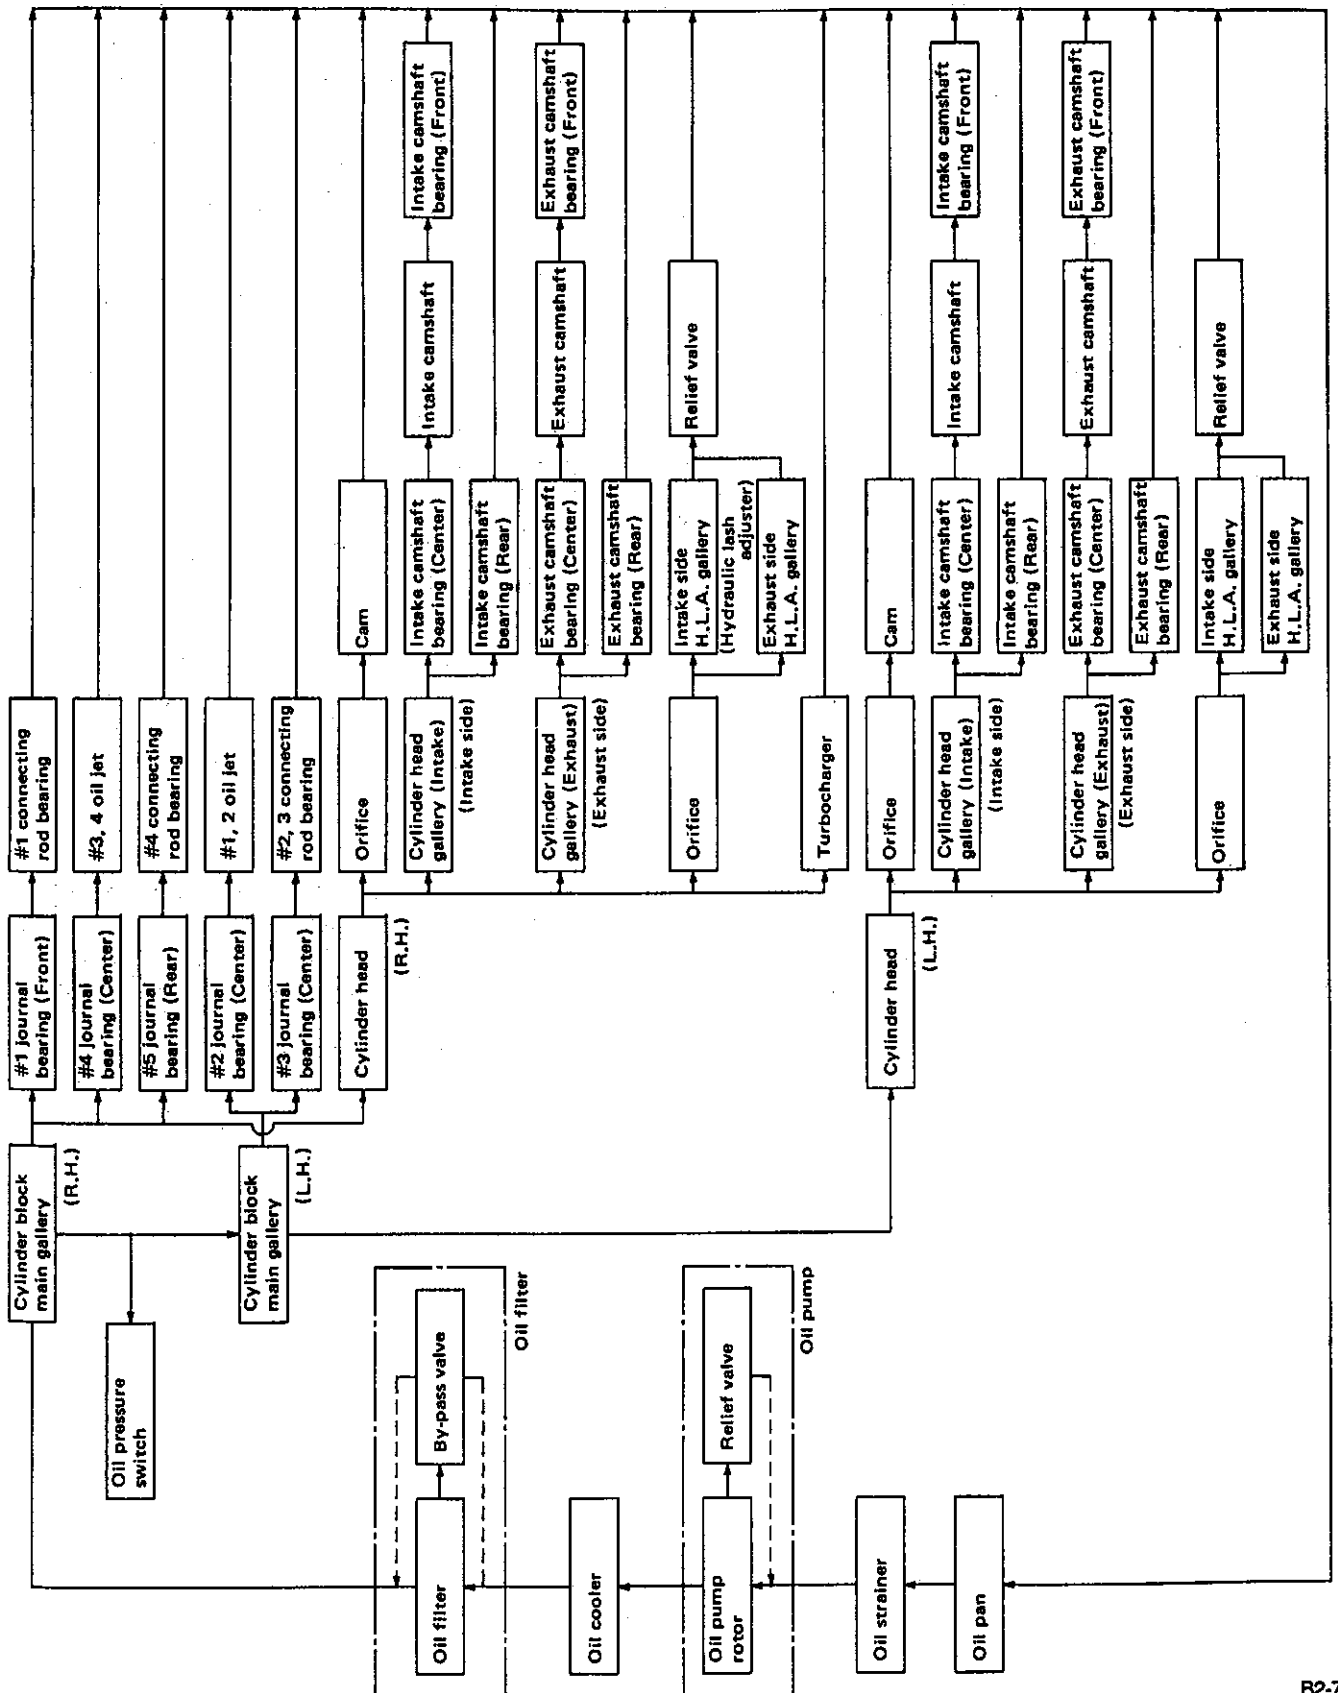 Cylinder block
main gallery
(R.H.)
#1 journal
bearing (Front)
#1 connecting
rod bearing
#4 journal
bearing (Center)
#3, 4 oil jet
#5 journal
bearing (Rear)
#4 connecting
rod bearing
#2 journal
bearing (Center)
#1, 2 oil jet
#3 journal
bearing (Center)
#2, 3 connecting
rod bearing
Oil pressure
switch
Cylinder block
main gallery
(L.H.)
Cylinder head
(R.H.)
Orifice
Cam
Cylinder head
gallery (Intake)
(Intake side)
Intake camshaft
bearing (Center)
Intake camshaft
Intake camshaft
bearing (Front)
Intake camshaft
bearing (Rear)
Cylinder head
gallery (Exhaust)
(Exhaust side)
Exhaust camshaft
bearing (Center)
Exhaust camshaft
Exhaust camshaft
bearing (Front)
Exhaust camshaft
bearing (Rear)
Orifice
Intake side
H.L.A. gallery
(Hydraulic lash
adjuster)
Exhaust side
H.L.A. gallery
Relief valve
Turbocharger
Oil filter
By-pass valve
Oil filter
Oil cooler
Oil pump
rotor
Relief valve
Oil pump
Oil strainer
Oil pan
Cylinder head
(L.H.)
Orifice
Cam
Cylinder head
gallery (Intake)
(Intake side)
Intake camshaft
bearing (Center)
Intake camshaft
Intake camshaft
bearing (Front)
Intake camshaft
bearing (Rear)
Cylinder head
gallery (Exhaust)
(Exhaust side)
Exhaust camshaft
bearing (Center)
Exhaust camshaft
Exhaust camshaft
bearing (Front)
Exhaust camshaft
bearing (Rear)
Orifice
Intake side
H.L.A. gallery
Exhaust side
H.L.A. gallery
Relief valve